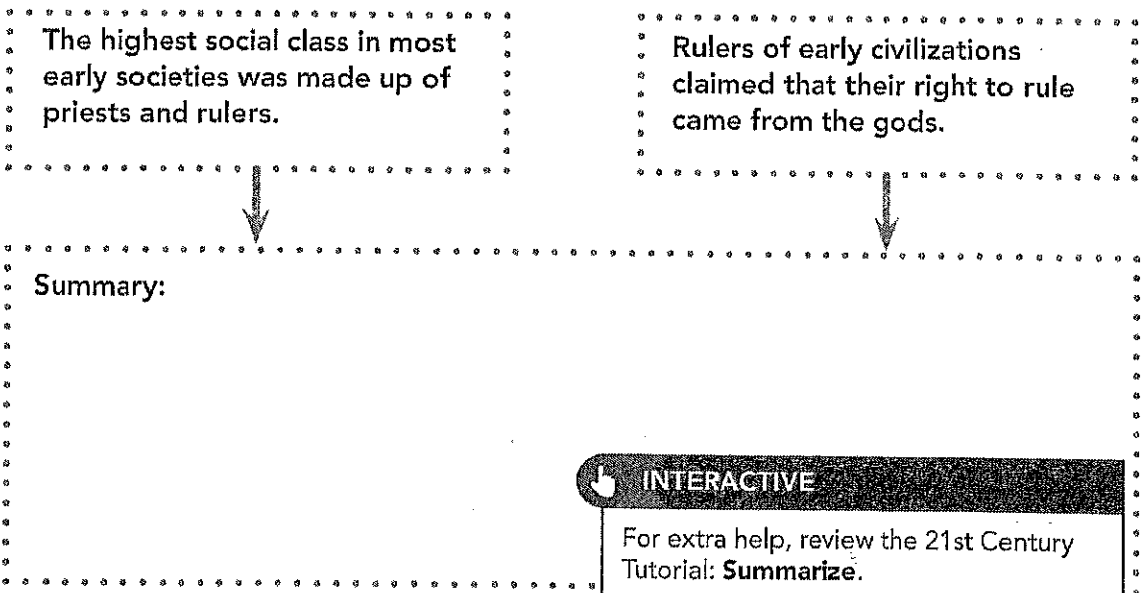 The highest social class in most
early societies was made up of
priests and rulers.
Rulers of early civilizations
claimed that their right to rule
came from the gods.
Summary:
INTERACTIVE
For extra help, review the 21st Century
Tutorial: Summarize.